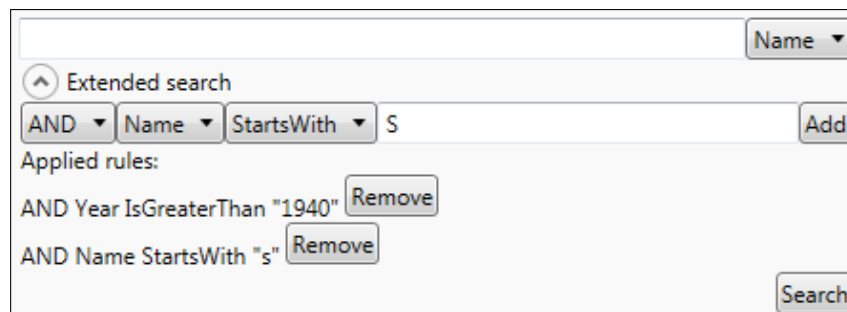 Name
Extended search
AND Name StartsWith S Add
Applied rules:
AND Year IsGreaterThan "1940" Remove
AND Name StartsWith "s" Remove
Search